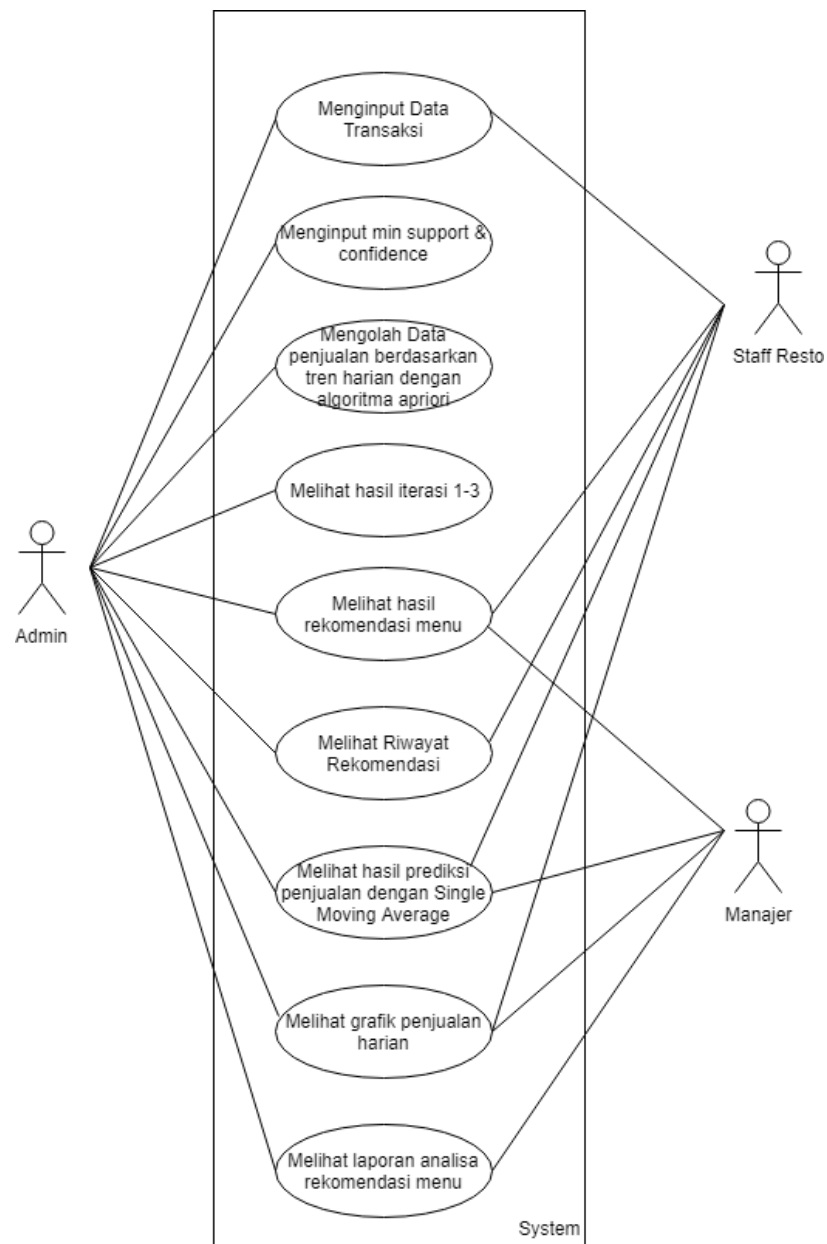 Menginput Data
Transaksi
Menginput min support &
confidence
Mengolah Data
penjualan berdasarkan
tren harian dengan
algoritma apriori
Melihat hasil iterasi 1-3
Melihat hasil
rekomendasi menu
Melihat Riwayat
Rekomendasi
Melihat hasil prediksi
penjualan dengan Single
Moving Average
Melihat grafik penjualan
harian
Melihat laporan analisa
rekomendasi menu
System
Admin
Staff Resto
Manajer